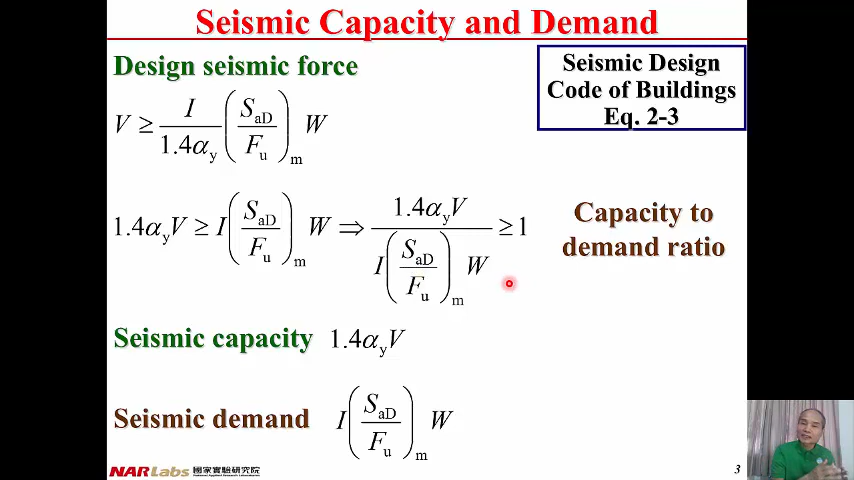 Seismic Capacity and Demand
Design seismic force
Seismic Design
Code of Buildings
Eq. 2-3
V ≥ I / 1.4α_y (S_aD / F_u)_m W
1.4α_y V ≥ I (S_aD / F_u)_m W ⇒ 1.4α_y V / I (S_aD / F_u)_m W ≥ 1
Capacity to
demand ratio
Seismic capacity 1.4α_y V
Seismic demand I (S_aD / F_u)_m W
NARLabs 國家實驗研究院
3